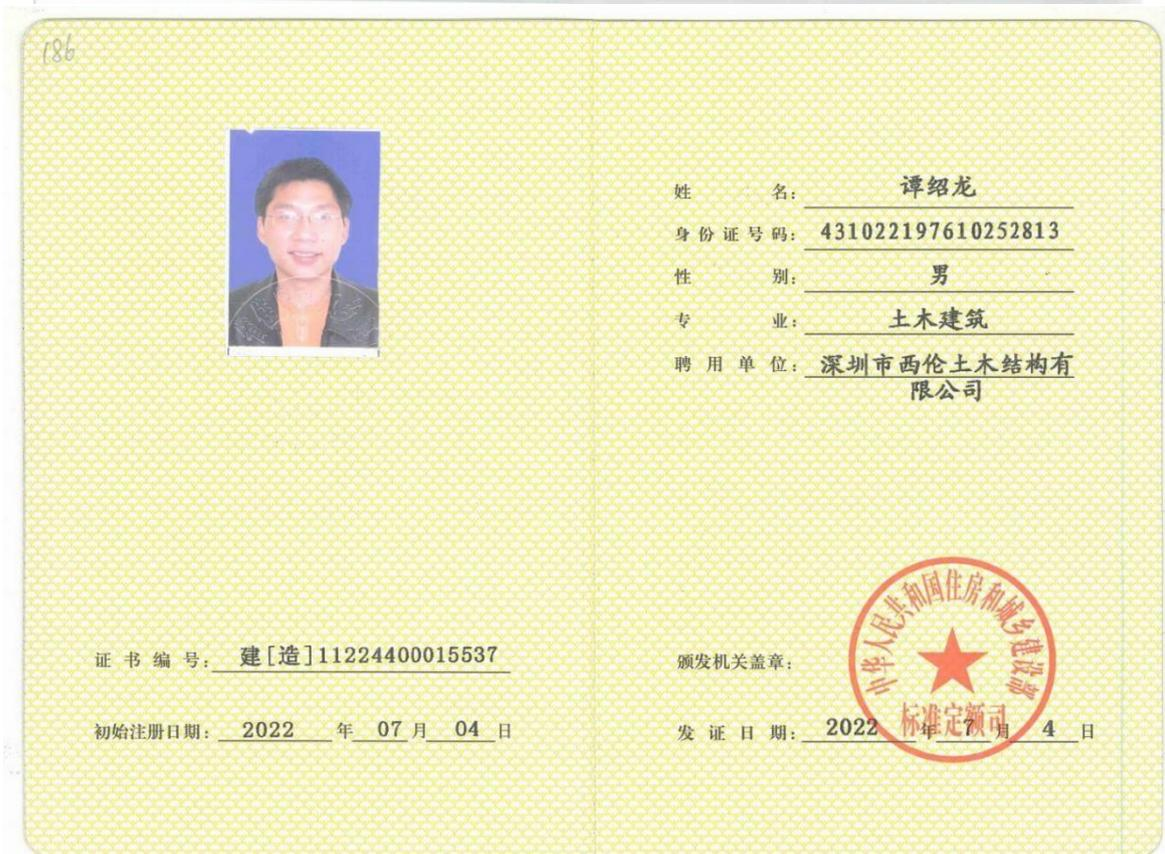 186
姓 名: 谭绍龙
身份证号码: 431022197610252813
性 别: 男
专 业: 土木建筑
聘用单位: 深圳市西伦土木结构有
限公司
证书编号: 建[造]11224400015537
初始注册日期: 2022 年 07 月 04 日
颁发机关盖章:
中华人民共和国住房和城乡建设部
标准定额司
发证日期: 2022 年 7 月 4 日